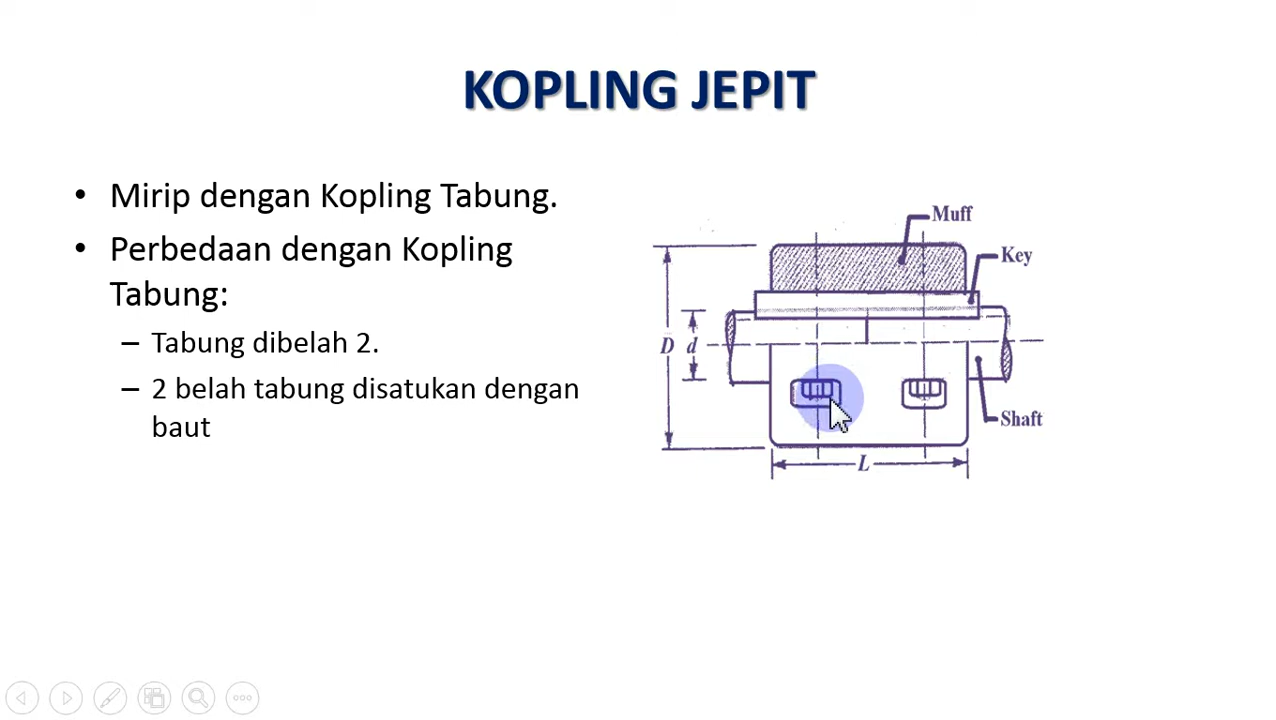 KOPLING JEPIT
• Mirip dengan Kopling Tabung.
• Perbedaan dengan Kopling
Tabung:
– Tabung dibelah 2.
– 2 belah tabung disatukan dengan
baut
Muff
Key
D
d
Shaft
L